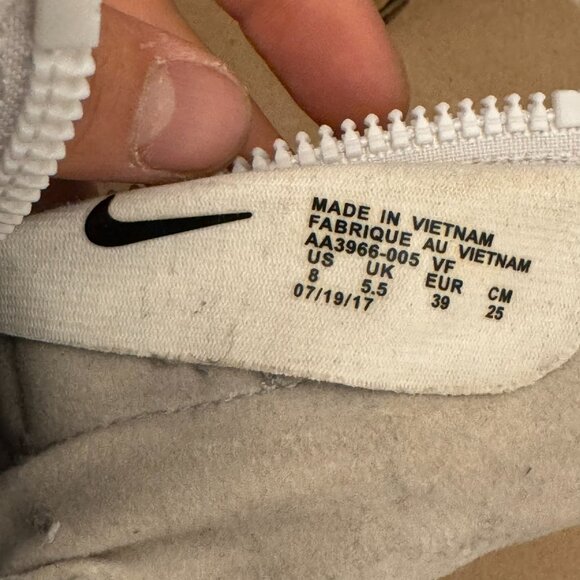 MADE IN VIETNAM
FABRIQUE AU VIETNAM
AA3966-005 VF
US UK EUR CM
8 5.5 39 25
07/19/17